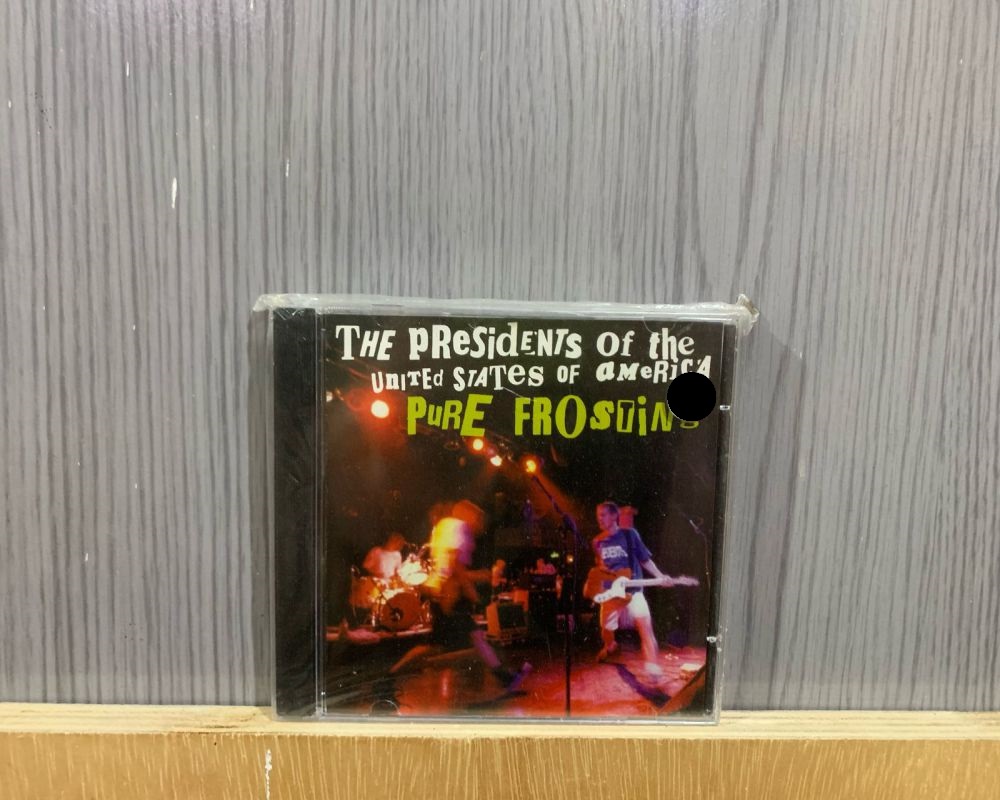 THE PResidENTs Of the
UNiTEd STATes OF aMeRiCA
PuRE FROSTiNG